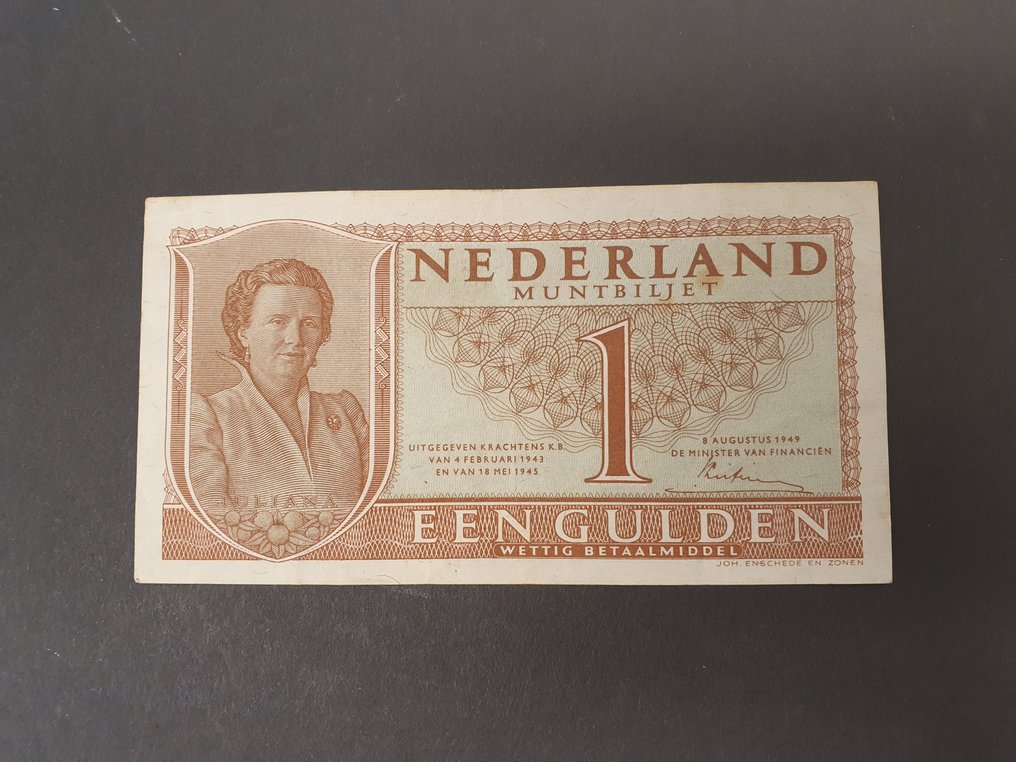 NEDERLAND
MUNTBILJET
1
UITGEGEVEN KRACHTENS K.B.
VAN 4 FEBRUARI 1943
EN VAN 18 MEI 1945
8 AUGUSTUS 1949
DE MINISTER VAN FINANCIËN
JULIANA
EEN GULDEN
WETTIG BETAALMIDDEL
JOH. ENSCHEDE EN ZONEN